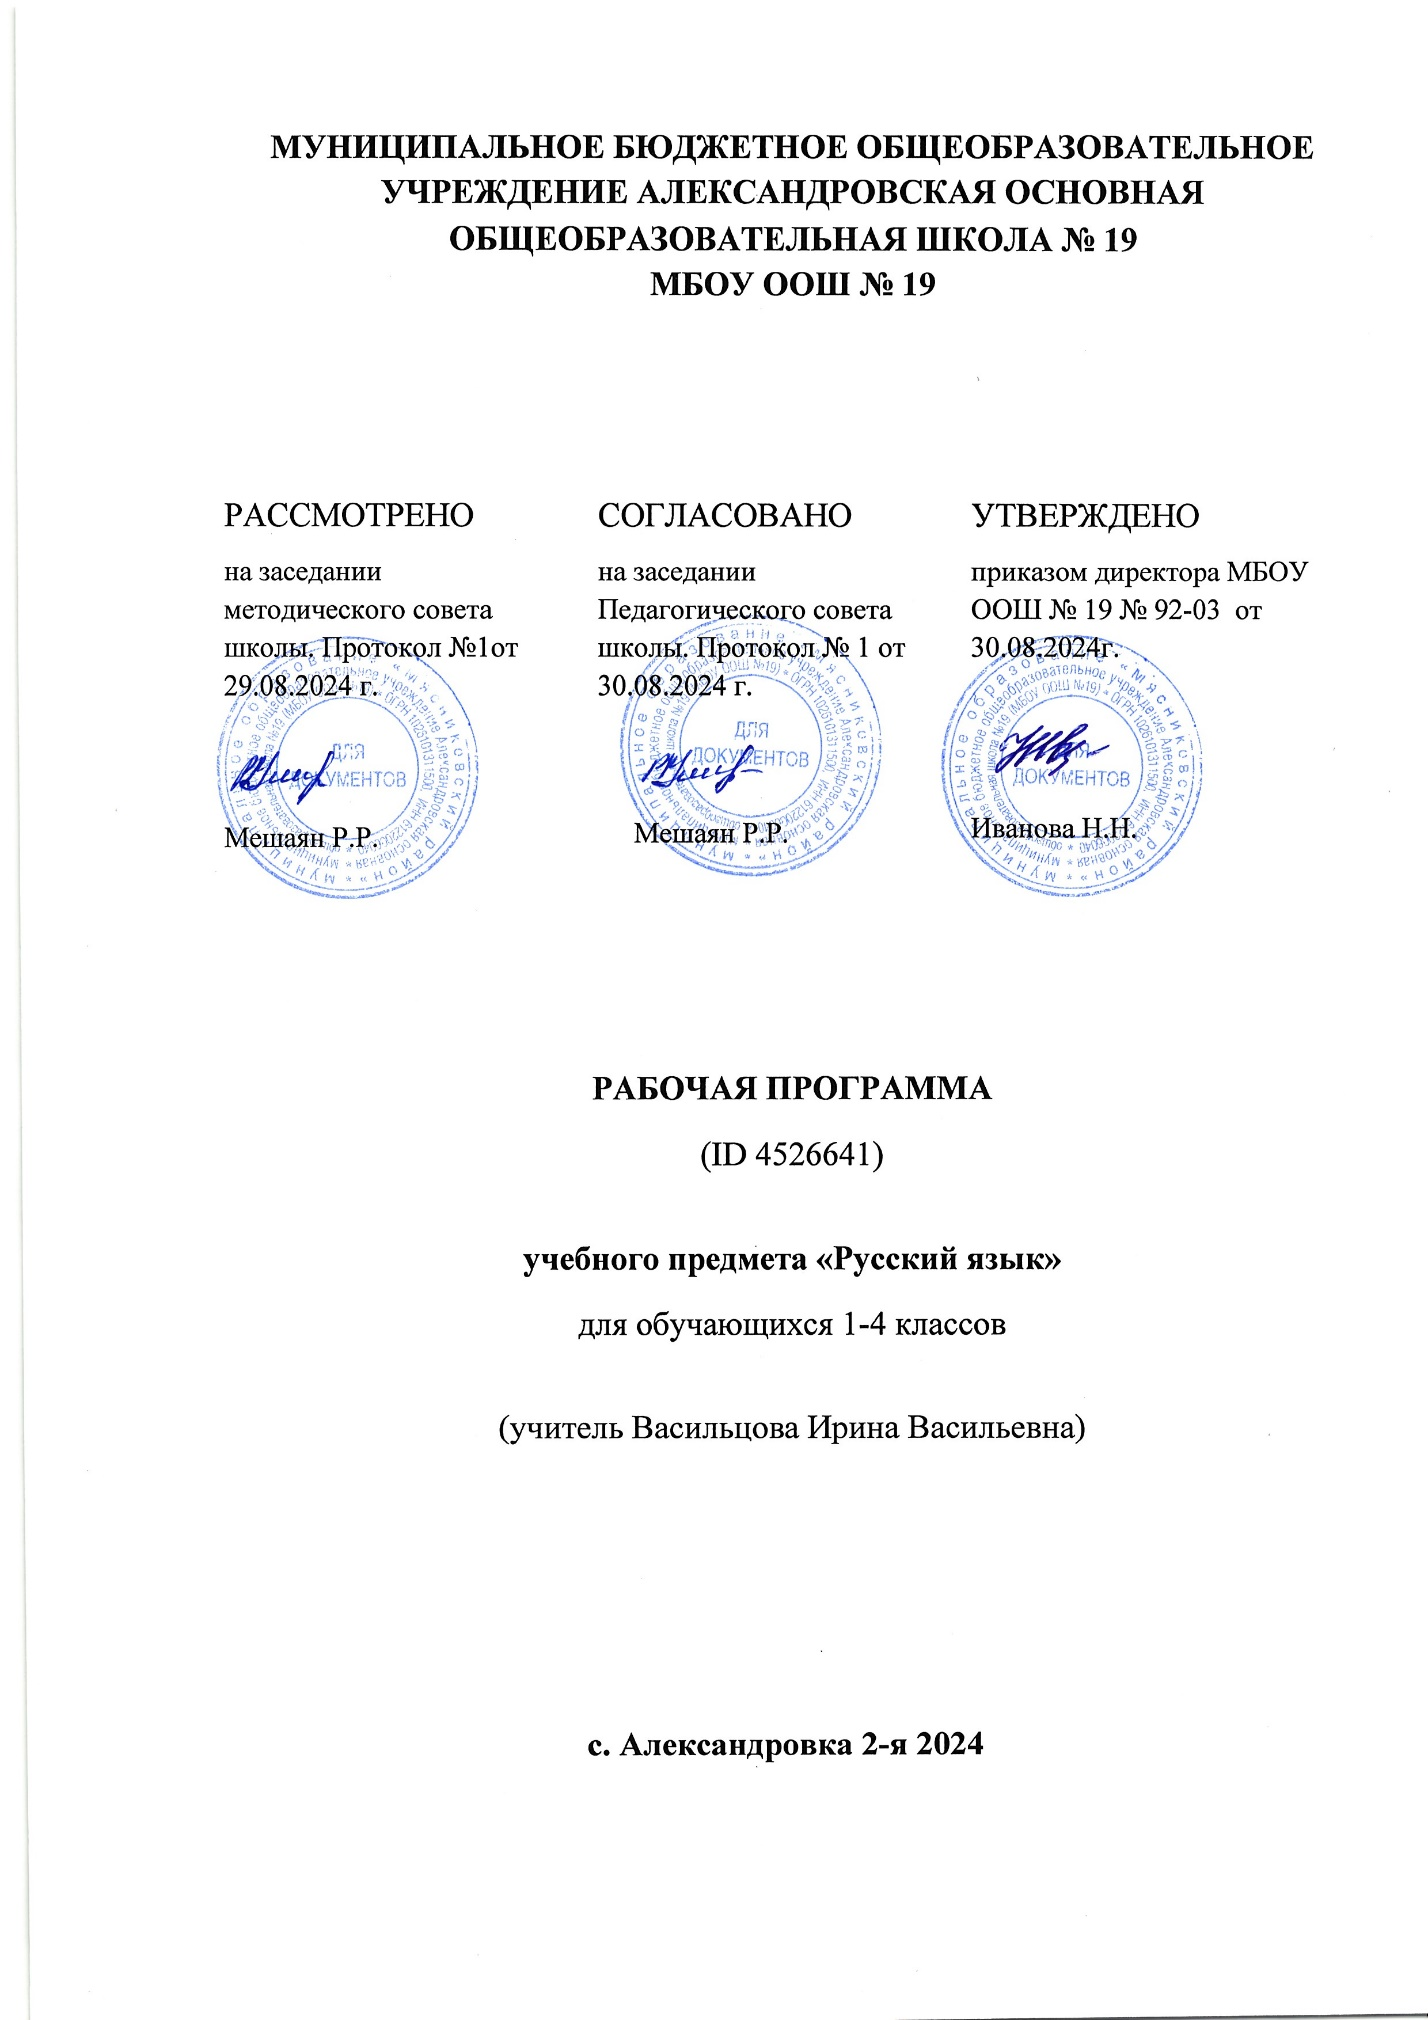 МУНИЦИПАЛЬНОЕ БЮДЖЕТНОЕ ОБЩЕОБРАЗОВАТЕЛЬНОЕ
УЧРЕЖДЕНИЕ АЛЕКСАНДРОВСКАЯ ОСНОВНАЯ
ОБЩЕОБРАЗОВАТЕЛЬНАЯ ШКОЛА № 19
МБОУ ООШ № 19
РАССМОТРЕНО
на заседании
методического совета
школы. Протокол №1от
29.08.2024 г.
ДЛЯ
ДОКУМЕНТОВ
Мешаян Р.Р.
СОГЛАСОВАНО
на заседании
Педагогического совета
школы. Протокол № 1 от
30.08.2024 г.
ДЛЯ
ДОКУМЕНТОВ
Мешаян Р.Р.
УТВЕРЖДЕНО
приказом директора МБОУ
ООШ № 19 № 92-03 от
30.08.2024г.
ДОКУМЕНТОВ
Иванова Н.Н.
РАБОЧАЯ ПРОГРАММА
(ID 4526641)
учебного предмета «Русский язык»
для обучающихся 1-4 классов
(учитель Васильцова Ирина Васильевна)
с. Александровка 2-я 2024